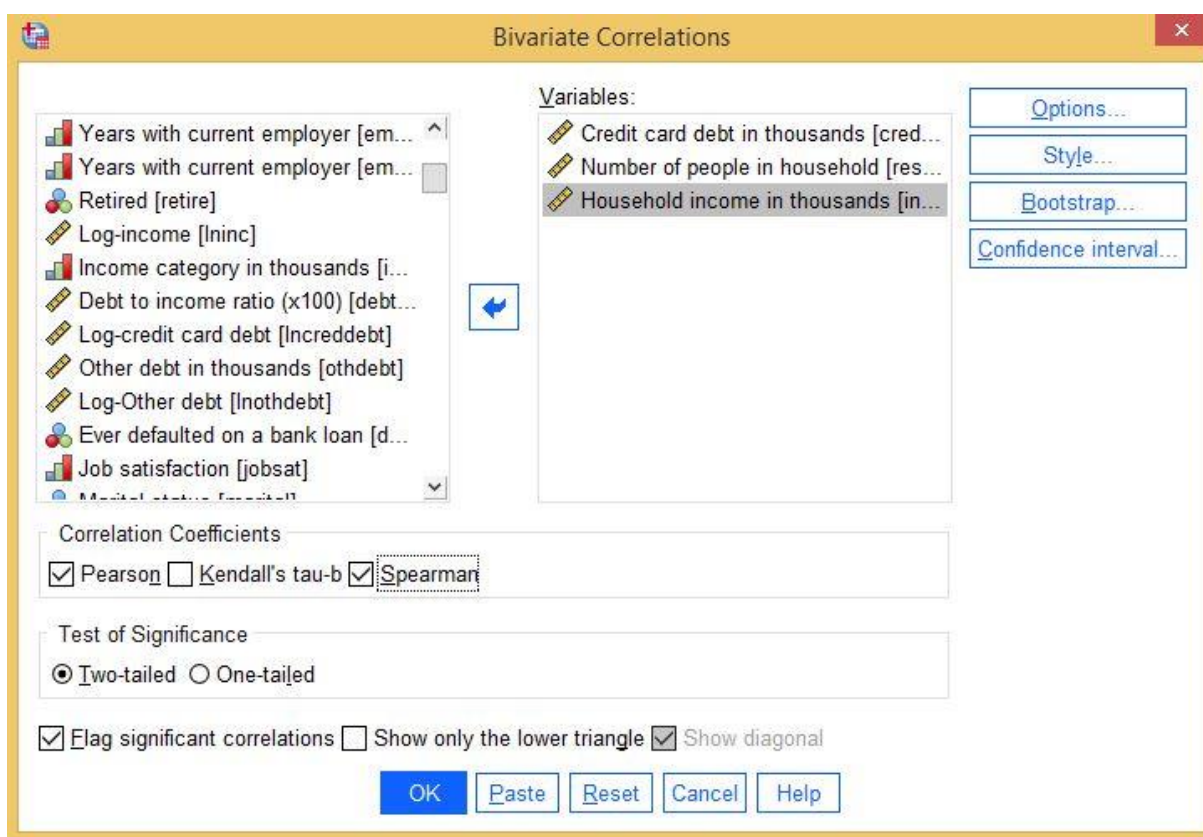 Bivariate Correlations
Variables:
Years with current employer [em...
Years with current employer [em...
Retired [retire]
Log-income [lninc]
Income category in thousands [i...
Debt to income ratio (x100) [debt...
Log-credit card debt [lncreddebt]
Other debt in thousands [othdebt]
Log-Other debt [lnothdebt]
Ever defaulted on a bank loan [d...
Job satisfaction [jobsat]
Marital status [marital]
Credit card debt in thousands [cred...
Number of people in household [res...
Household income in thousands [in...
Options...
Style...
Bootstrap...
Confidence interval...
Correlation Coefficients
Pearson Kendall's tau-b Spearman
Test of Significance
Two-tailed One-tailed
Flag significant correlations Show only the lower triangle Show diagonal
OK Paste Reset Cancel Help